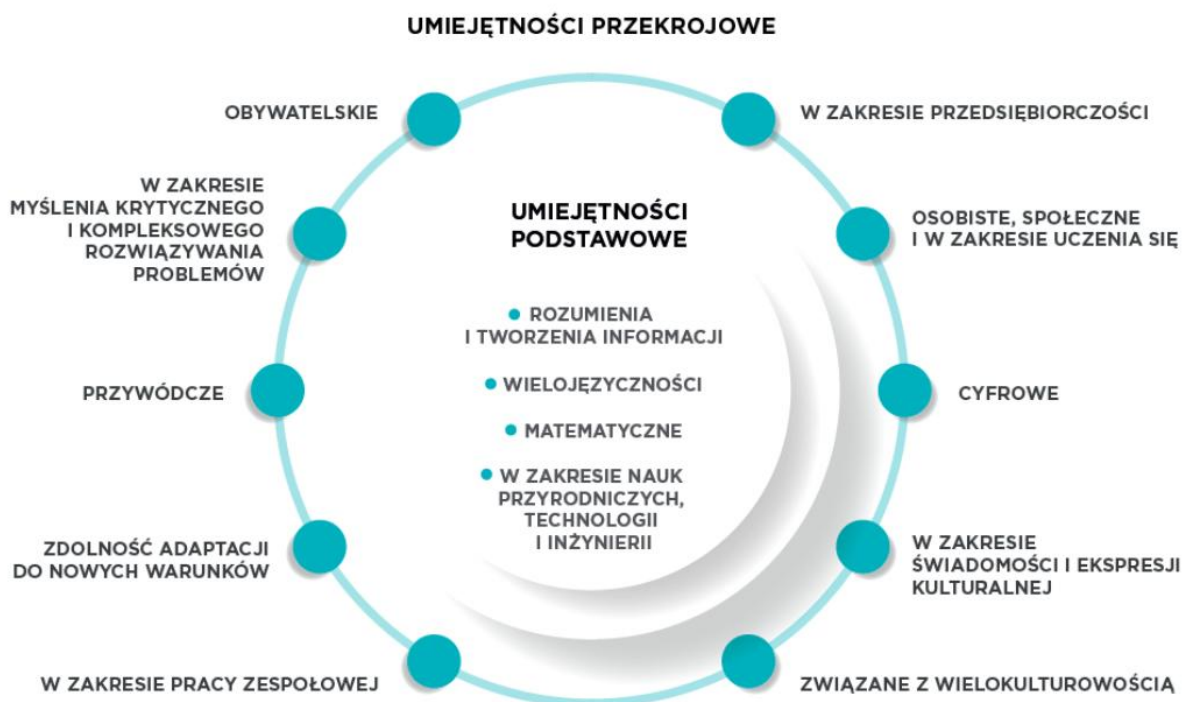 UMIEJĘTNOŚCI PRZEKROJOWE
OBYWATELSKIE
W ZAKRESIE
MYŚLENIA KRYTYCZNEGO
I KOMPLEKSOWEGO
ROZWIĄZYWANIA
PROBLEMÓW
PRZYWÓDCZE
ZDOLNOŚĆ ADAPTACJI
DO NOWYCH WARUNKÓW
W ZAKRESIE PRACY ZESPOŁOWEJ
UMIEJĘTNOŚCI
PODSTAWOWE
ROZUMIENIA
I TWORZENIA INFORMACJI
WIELOJĘZYCZNOŚCI
MATEMATYCZNE
W ZAKRESIE NAUK
PRZYRODNICZYCH,
TECHNOLOGII
I INŻYNIERII
W ZAKRESIE PRZEDSIĘBIORCZOŚCI
OSOBISTE, SPOŁECZNE
I W ZAKRESIE UCZENIA SIĘ
CYFROWE
W ZAKRESIE
ŚWIADOMOŚCI I EKSPRESJI
KULTURALNEJ
ZWIĄZANE Z WIELOKULTUROWOŚCIĄ